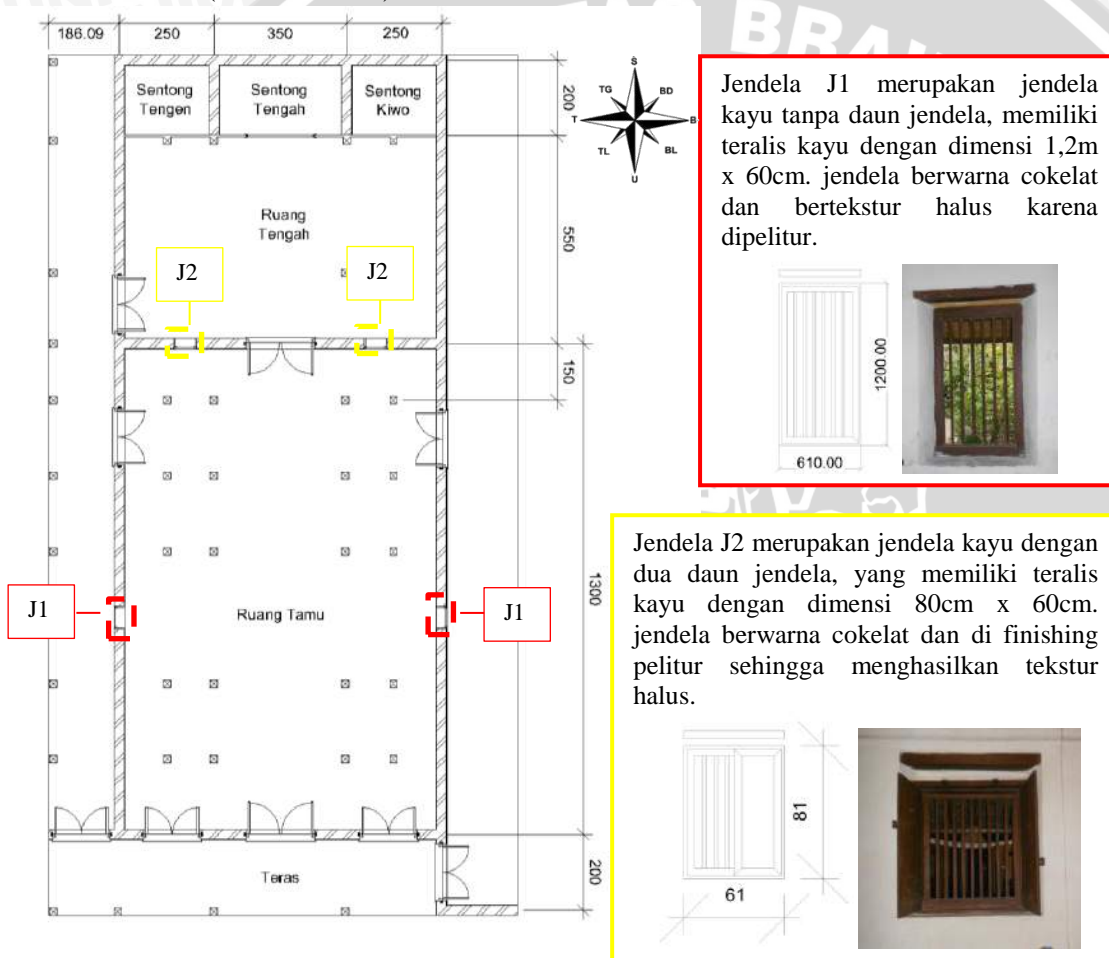 BRA
186.09
250
350
250
Sentong
Tengen
Sentong
Tengah
Sentong
Kiwo
200
S
TG
BD
T
B
TL
BL
U
Ruang
Tengah
550
J2
J2
150
1300
J1
Ruang Tamu
J1
Teras
200
Jendela J1 merupakan jendela
kayu tanpa daun jendela, memiliki
teralis kayu dengan dimensi 1,2m
x 60cm. jendela berwarna cokelat
dan bertekstur halus karena
dipelitur.
1200.00
610.00
Jendela J2 merupakan jendela kayu dengan
dua daun jendela, yang memiliki teralis
kayu dengan dimensi 80cm x 60cm.
jendela berwarna cokelat dan di finishing
pelitur sehingga menghasilkan tekstur
halus.
81
61